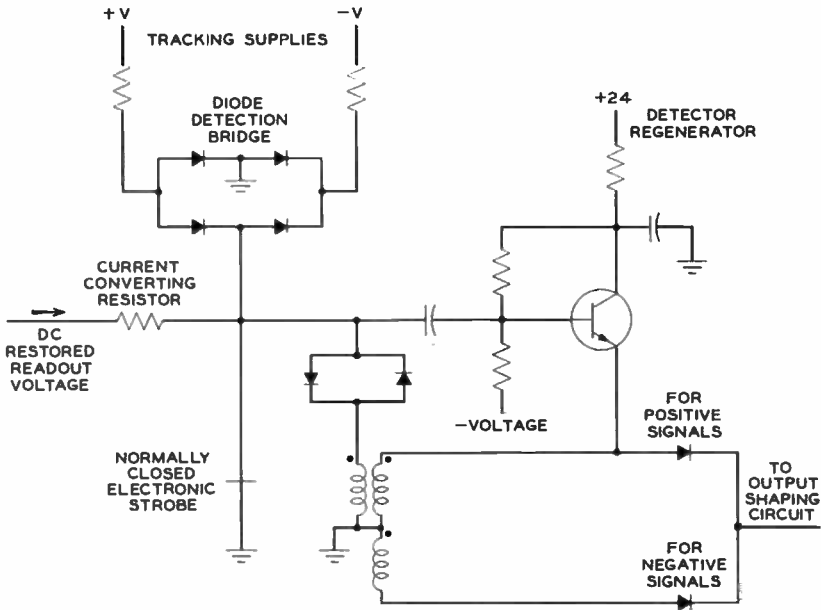 +V
-V
TRACKING SUPPLIES
DIODE
DETECTION
BRIDGE
+24
DETECTOR
REGENERATOR
CURRENT
CONVERTING
RESISTOR
DC
RESTORED
READOUT
VOLTAGE
-VOLTAGE
FOR
POSITIVE
SIGNALS
NORMALLY
CLOSED
ELECTRONIC
STROBE
TO
OUTPUT
SHAPING
CIRCUIT
FOR
NEGATIVE
SIGNALS